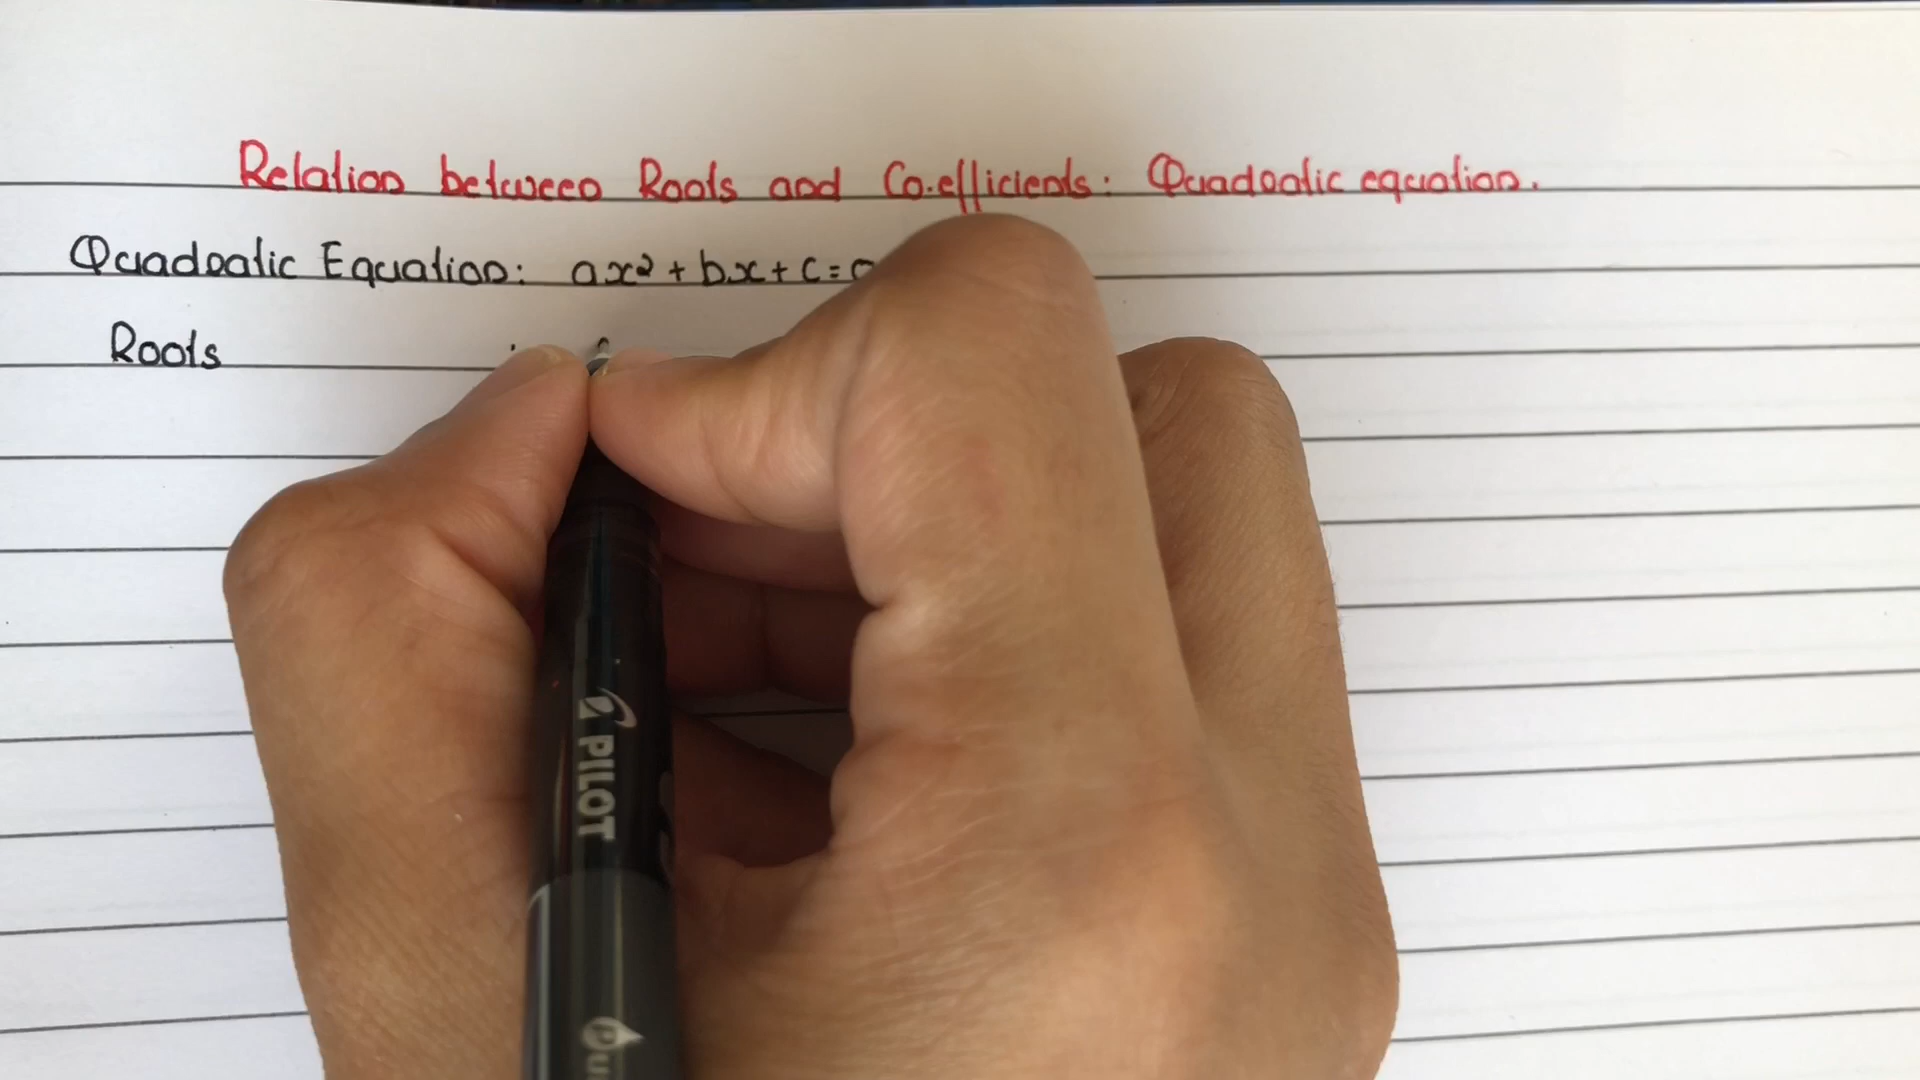 Relation between Roots and Co.efficients: Quadratic equation.
Quadratic Equation: ax² + bx + c = 0
Roots :
PILOT